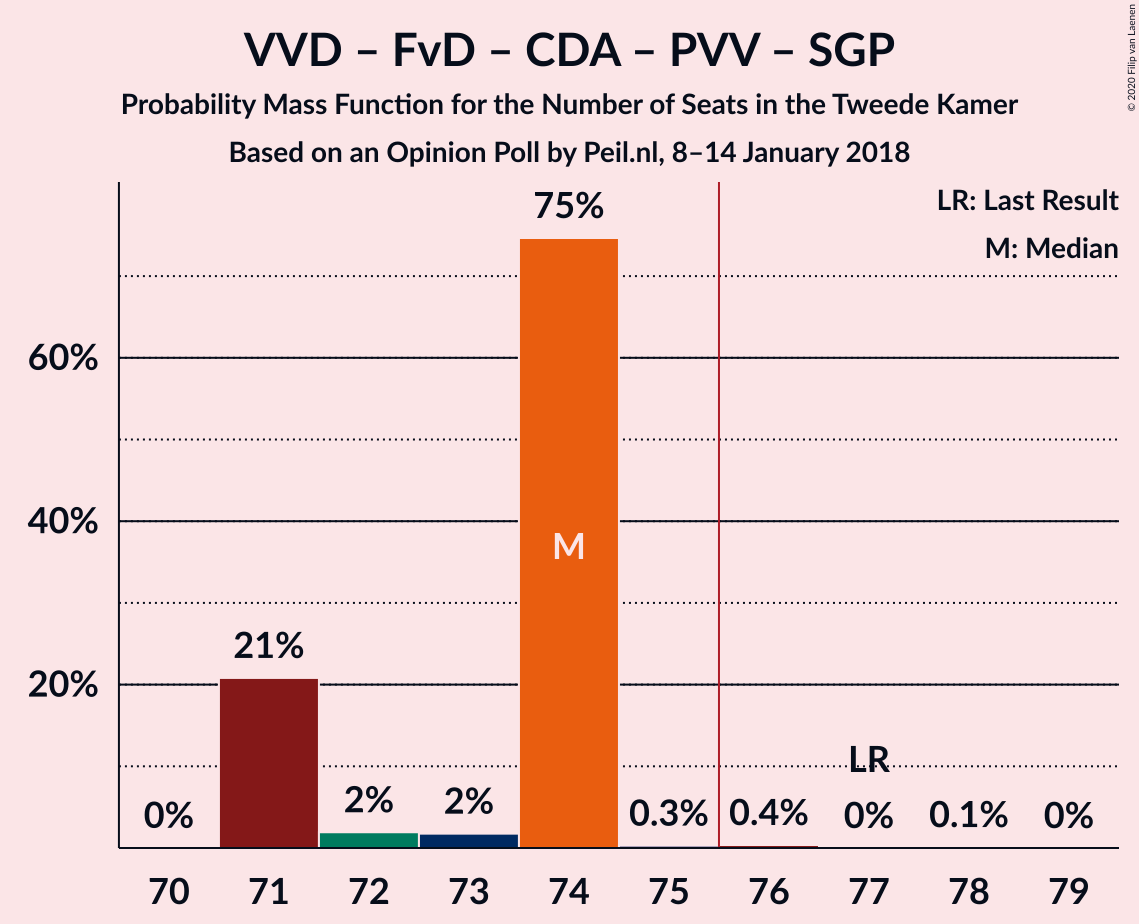 VVD – FvD – CDA – PVV – SGP
Probability Mass Function for the Number of Seats in the Tweede Kamer
Based on an Opinion Poll by Peil.nl, 8–14 January 2018
© 2020 Filip van Laenen
LR: Last Result
M: Median
75%
60%
40%
M
21%
20%
LR
0%
2%
2%
0.3%
0.4%
0%
0.1%
0%
70 71 72 73 74 75 76 77 78 79